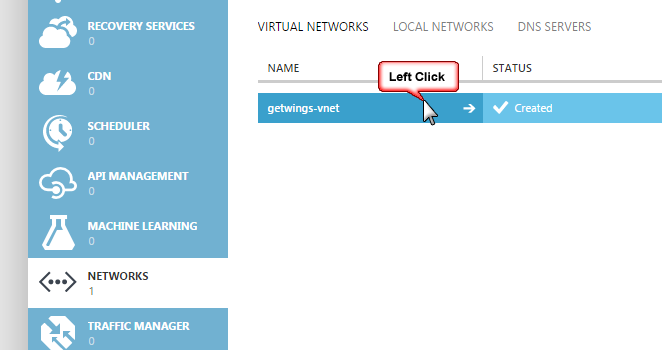 RECOVERY SERVICES
0
CDN
0
SCHEDULER
0
API MANAGEMENT
0
MACHINE LEARNING
0
NETWORKS
1
TRAFFIC MANAGER
0
VIRTUAL NETWORKS LOCAL NETWORKS DNS SERVERS
NAME STATUS
Left Click
getwings-vnet Created